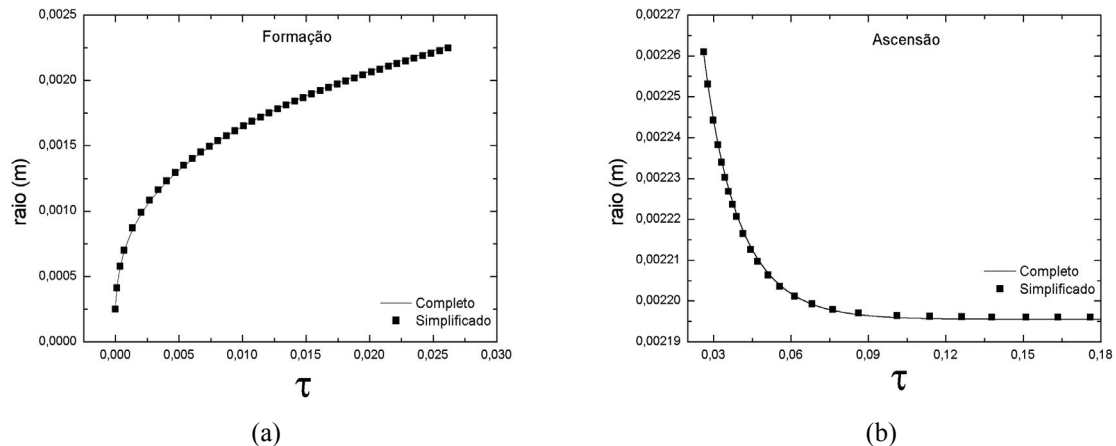 Formação
0,0025
0,0020
0,0015
0,0010
0,0005
0,0000
raio (m)
Completo
Simplificado
0,000 0,005 0,010 0,015 0,020 0,025 0,030
τ
(a)
Ascensão
0,00227
0,00226
0,00225
0,00224
0,00223
0,00222
0,00221
0,00220
0,00219
raio (m)
Completo
Simplificado
0,03 0,06 0,09 0,12 0,15 0,18
τ
(b)